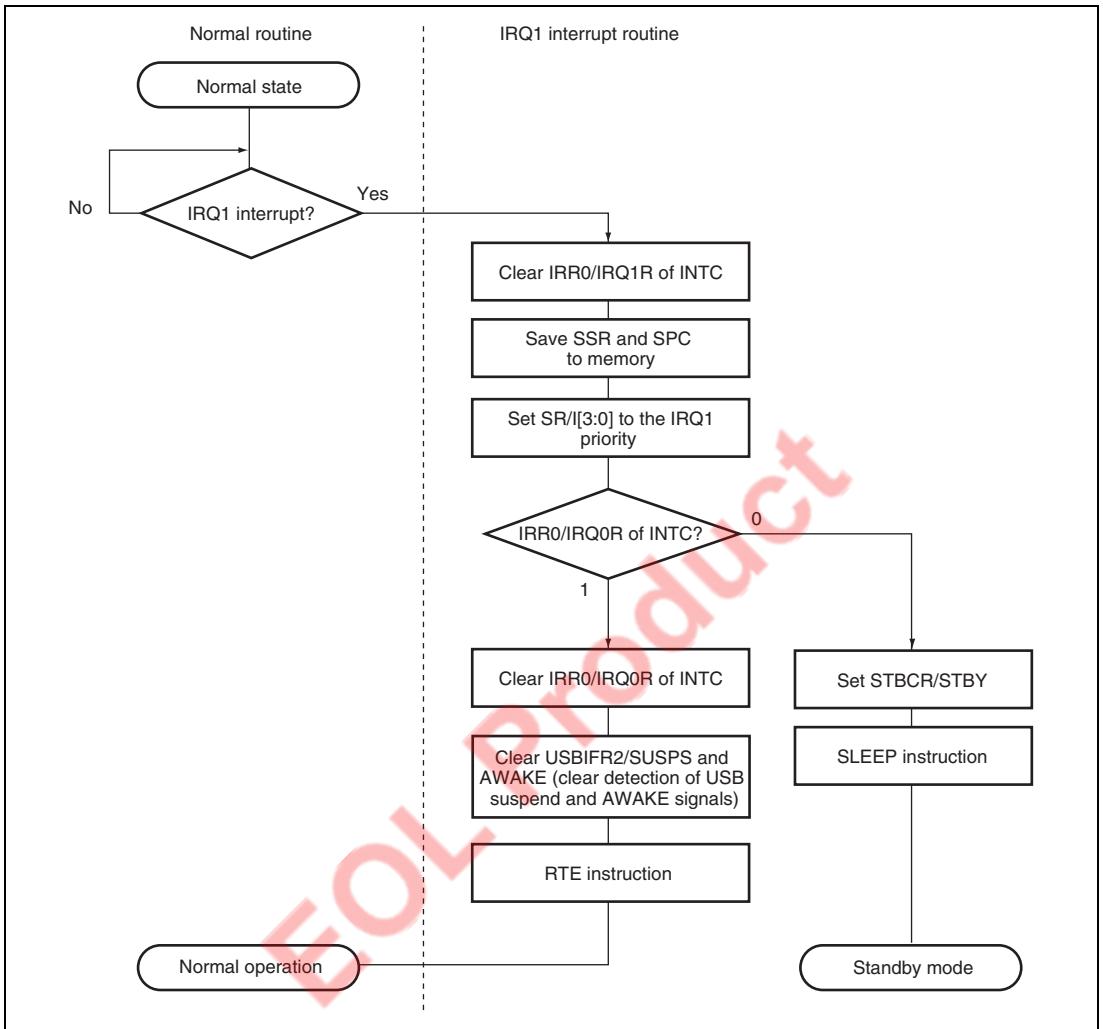 Normal routine
IRQ1 interrupt routine
Normal state
No
IRQ1 interrupt?
Yes
Clear IRR0/IRQ1R of INTC
Save SSR and SPC
to memory
Set SR/I[3:0] to the IRQ1
priority
IRR0/IRQ0R of INTC?
0
1
Clear IRR0/IRQ0R of INTC
Set STBCR/STBY
Clear USBIFR2/SUSPS and
AWAKE (clear detection of USB
suspend and AWAKE signals)
SLEEP instruction
RTE instruction
Normal operation
Standby mode
EOL Product